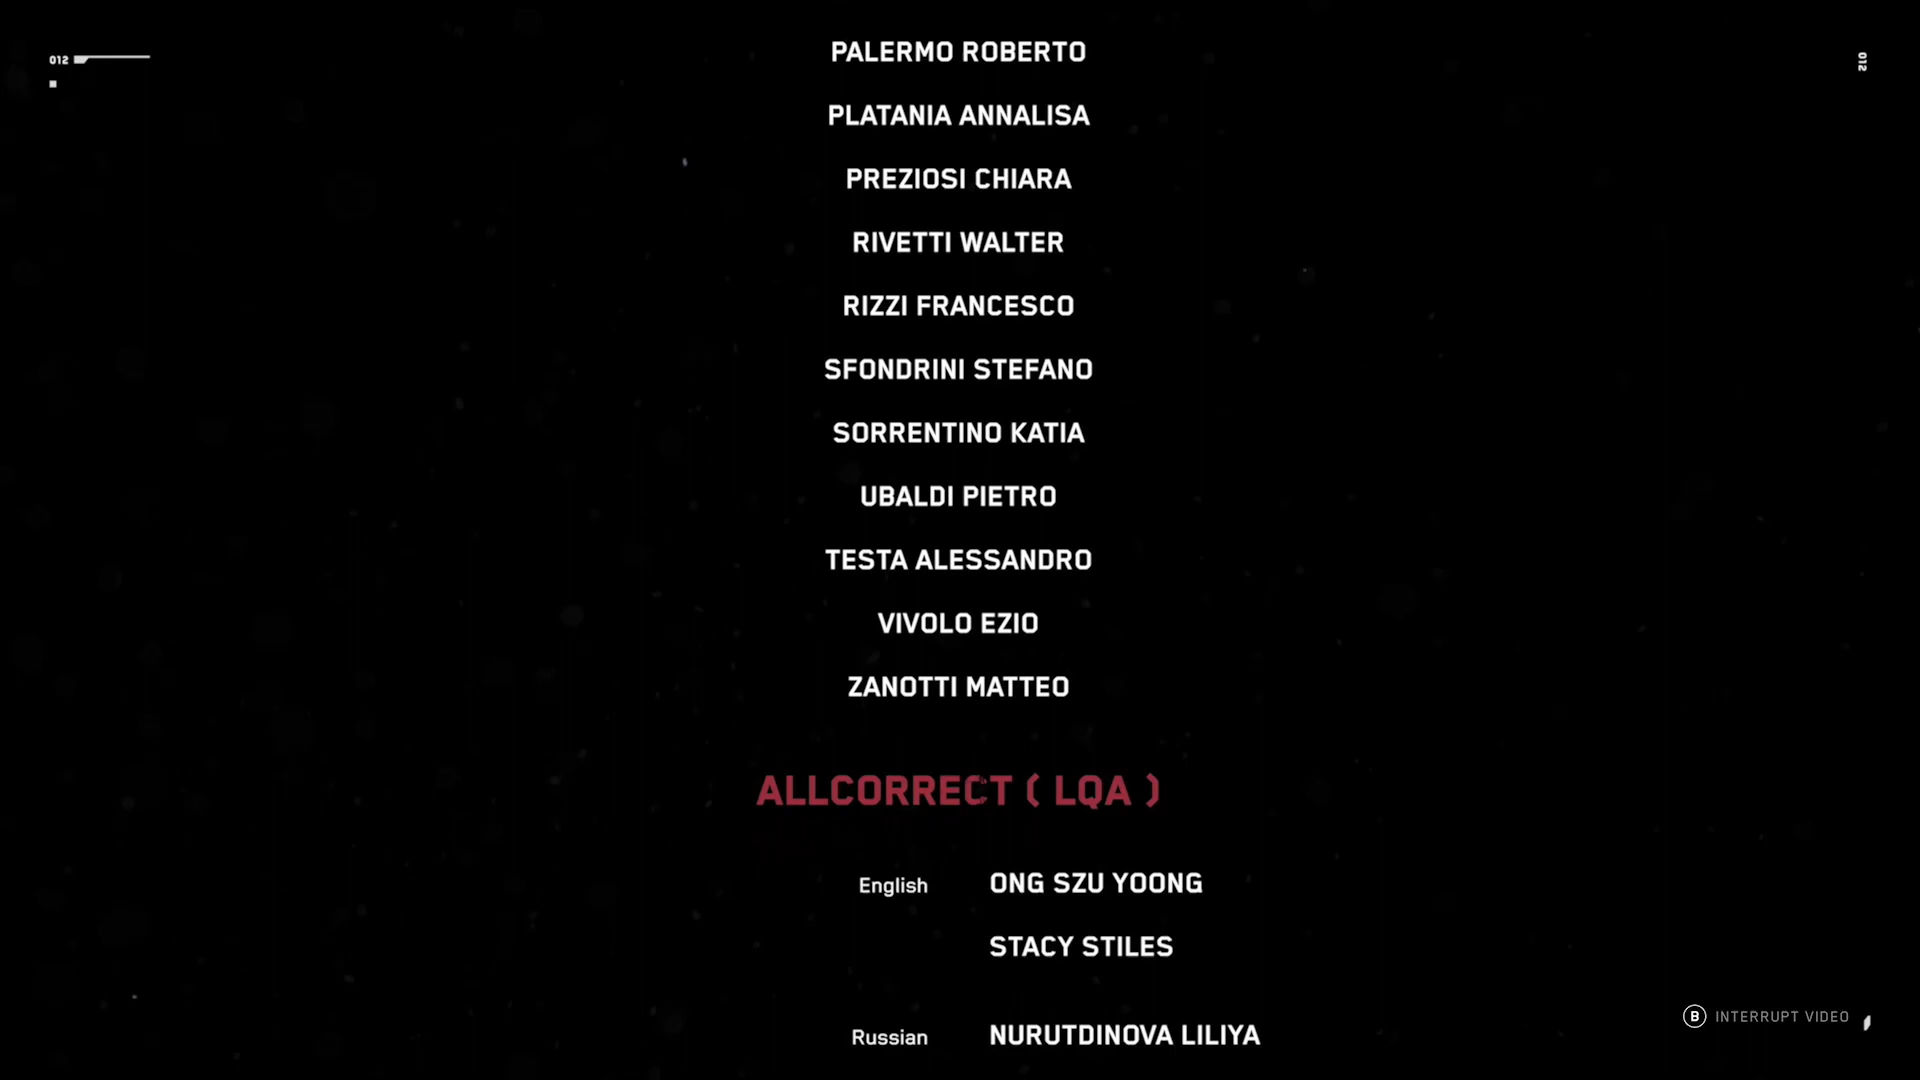 012
012
PALERMO ROBERTO
PLATANIA ANNALISA
PREZIOSI CHIARA
RIVETTI WALTER
RIZZI FRANCESCO
SFONDRINI STEFANO
SORRENTINO KATIA
UBALDI PIETRO
TESTA ALESSANDRO
VIVOLO EZIO
ZANOTTI MATTEO
ALLCORRECT ( LQA )
English ONG SZU YOONG
STACY STILES
Russian NURUTDINOVA LILIYA
B INTERRUPT VIDEO